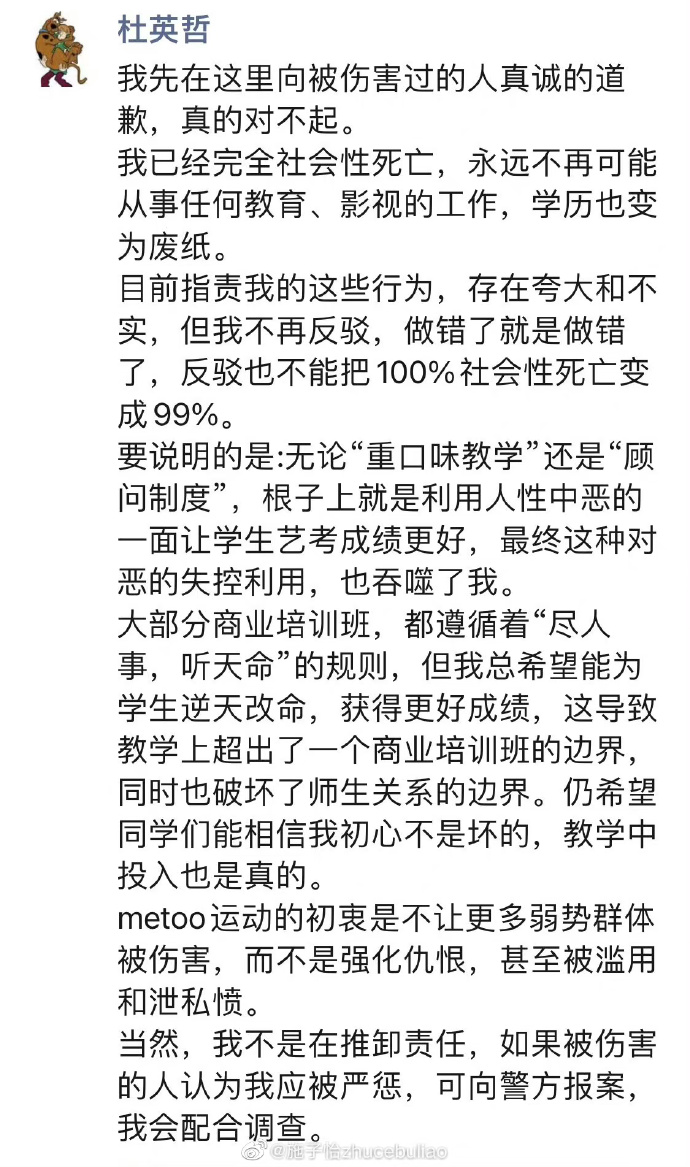 杜英哲
我先在这里向被伤害过的人真诚的道
歉，真的对不起。
我已经完全社会性死亡，永远不再可能
从事任何教育、影视的工作，学历也变
为废纸。
目前指责我的这些行为，存在夸大和不
实，但我不再反驳，做错了就是做错
了，反驳也不能把100%社会性死亡变
成99%。
要说明的是:无论“重口味教学”还是“顾
问制度”，根子上就是利用人性中恶的
一面让学生艺考成绩更好，最终这种对
恶的失控利用，也吞噬了我。
大部分商业培训班，都遵循着“尽人
事，听天命”的规则，但我总希望能为
学生逆天改命，获得更好成绩，这导致
教学上超出了一个商业培训班的边界，
同时也破坏了师生关系的边界。仍希望
同学们能相信我初心不是坏的，教学中
投入也是真的。
metoo运动的初衷是不让更多弱势群体
被伤害，而不是强化仇恨，甚至被滥用
和泄私愤。
当然，我不是在推卸责任，如果被伤害
的人认为我应被严惩，可向警方报案，
我会配合调查。
@施子怡zhucebuliao